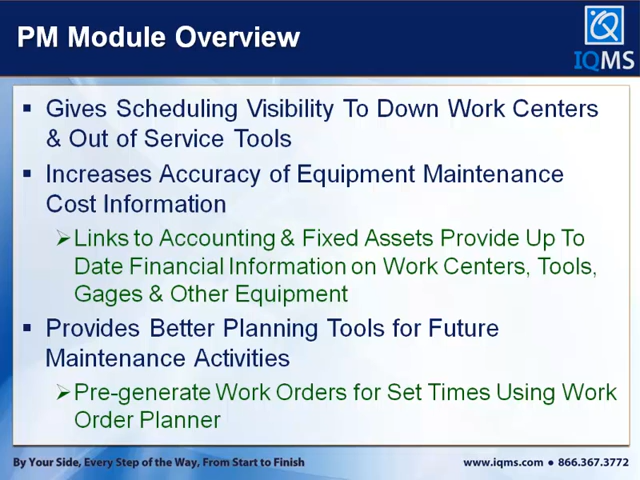 PM Module Overview
IQMS
▪ Gives Scheduling Visibility To Down Work Centers
& Out of Service Tools
▪ Increases Accuracy of Equipment Maintenance
Cost Information
➢Links to Accounting & Fixed Assets Provide Up To
Date Financial Information on Work Centers, Tools,
Gages & Other Equipment
▪ Provides Better Planning Tools for Future
Maintenance Activities
➢Pre-generate Work Orders for Set Times Using Work
Order Planner
By Your Side, Every Step of the Way, From Start to Finish
www.iqms.com ● 866.367.3772